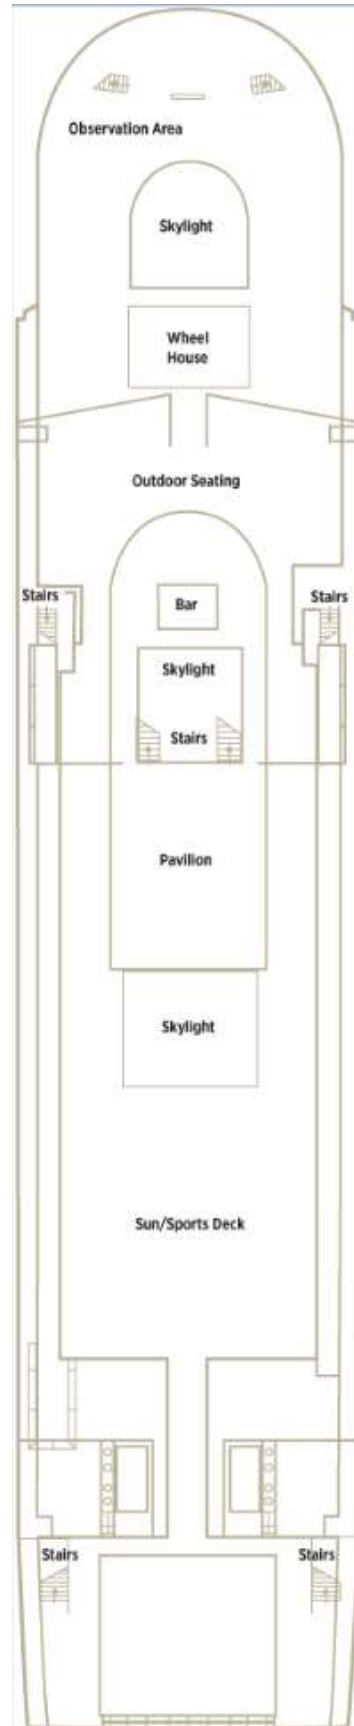 Observation Area
Skylight
Wheel
House
Outdoor Seating
Stairs
Stairs
Bar
Skylight
Stairs
Pavilion
Skylight
Sun/Sports Deck
Stairs
Stairs